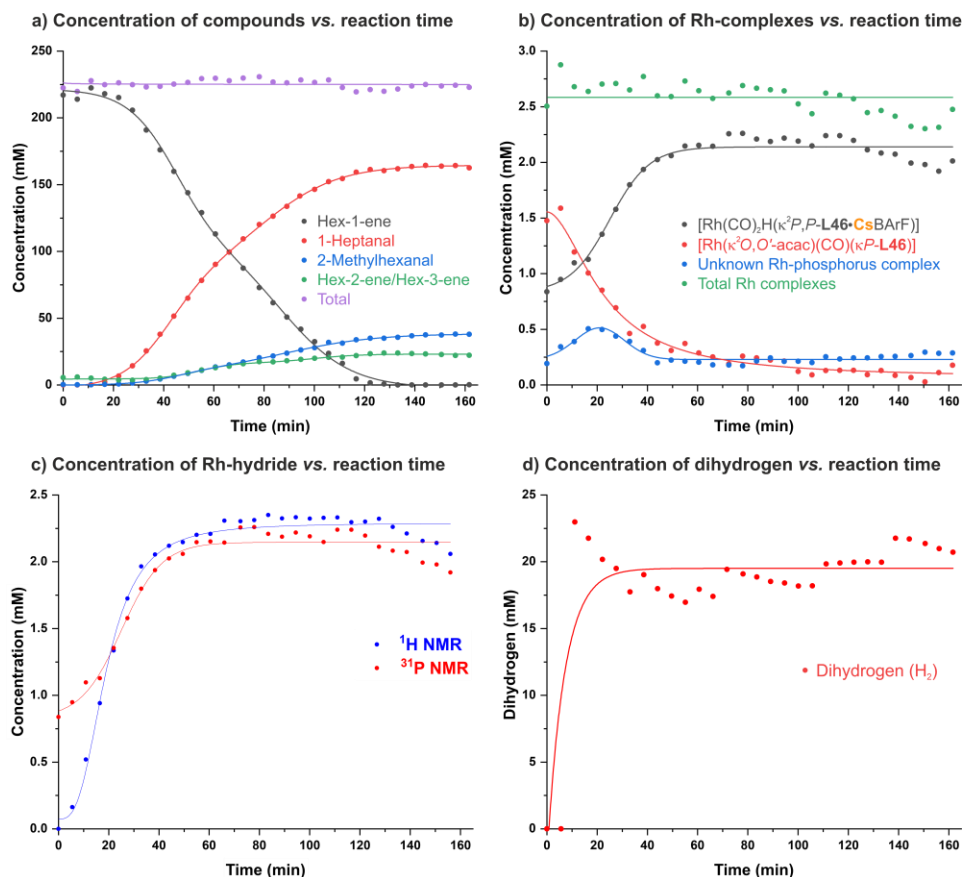 a) Concentration of compounds vs. reaction time
Concentration (mM)
250
200
150
100
50
0
Hex-1-ene
1-Heptanal
2-Methylhexanal
Hex-2-ene/Hex-3-ene
Total
0 20 40 60 80 100 120 140 160
Time (min)
b) Concentration of Rh-complexes vs. reaction time
Concentration (mM)
3.0
2.5
2.0
1.5
1.0
0.5
0.0
[Rh(CO)₂H(κ²P,P-L46•CsBArF)]
[Rh(κ²O,O'-acac)(CO)(κP-L46)]
Unknown Rh-phosphorus complex
Total Rh complexes
0 20 40 60 80 100 120 140 160
Time (min)
c) Concentration of Rh-hydride vs. reaction time
Concentration (mM)
2.5
2.0
1.5
1.0
0.5
0.0
¹H NMR
³¹P NMR
0 20 40 60 80 100 120 140 160
Time (min)
d) Concentration of dihydrogen vs. reaction time
Dihydrogen (mM)
25
20
15
10
5
0
Dihydrogen (H₂)
0 20 40 60 80 100 120 140 160
Time (min)